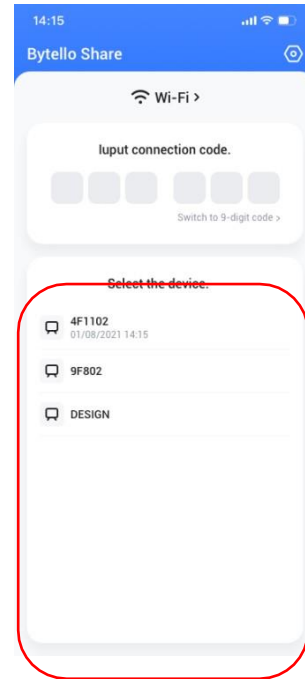 14:15
Bytello Share
Wi-Fi >
Iuput connection code.
Switch to 9-digit code >
Select the device.
4F1102
01/08/2021 14:15
9F802
DESIGN